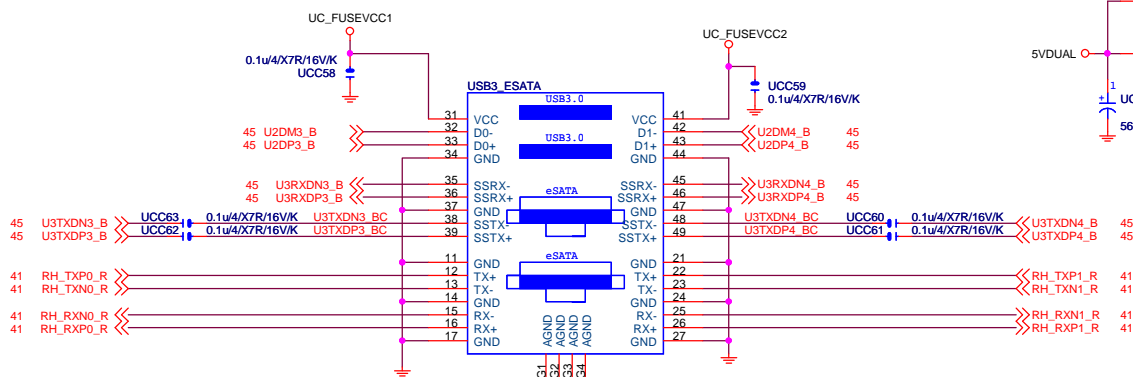 UC_FUSEVCC1
UC_FUSEVCC2
0.1u/4/X7R/16V/K
UCC58
5VDUAL
UCC59
0.1u/4/X7R/16V/K
1
+
UC
56
USB3_ESATA
USB3.0
USB3.0
eSATA
eSATA
31 VCC 41 VCC
45 U2DM3_B 32 D0- D1- 42 U2DM4_B 45
45 U2DP3_B 33 D0+ D1+ 43 U2DP4_B 45
34 GND GND 44
45 U3RXDN3_B 35 SSRX- SSRX- 45 U3RXDN4_B 45
45 U3RXDP3_B 36 SSRX+ SSRX+ 46 U3RXDP4_B 45
37 GND GND 47
45 U3TXDN3_B UCC63 0.1u/4/X7R/16V/K U3TXDN3_BC 38 SSTX- SSTX- 48 U3TXDN4_BC UCC60 0.1u/4/X7R/16V/K U3TXDN4_B 45
45 U3TXDP3_B UCC62 0.1u/4/X7R/16V/K U3TXDP3_BC 39 SSTX+ SSTX+ 49 U3TXDP4_BC UCC61 0.1u/4/X7R/16V/K U3TXDP4_B 45
11 GND GND 21
41 RH_TXP0_R 12 TX+ TX+ 22 RH_TXP1_R 41
41 RH_TXN0_R 13 TX- TX- 23 RH_TXN1_R 41
14 GND GND 24
41 RH_RXN0_R 15 RX- RX- 25 RH_RXN1_R 41
41 RH_RXP0_R 16 RX+ RX+ 26 RH_RXP1_R 41
17 GND GND 27
AGND AGND AGND AGND
G1 G2 G3 G4